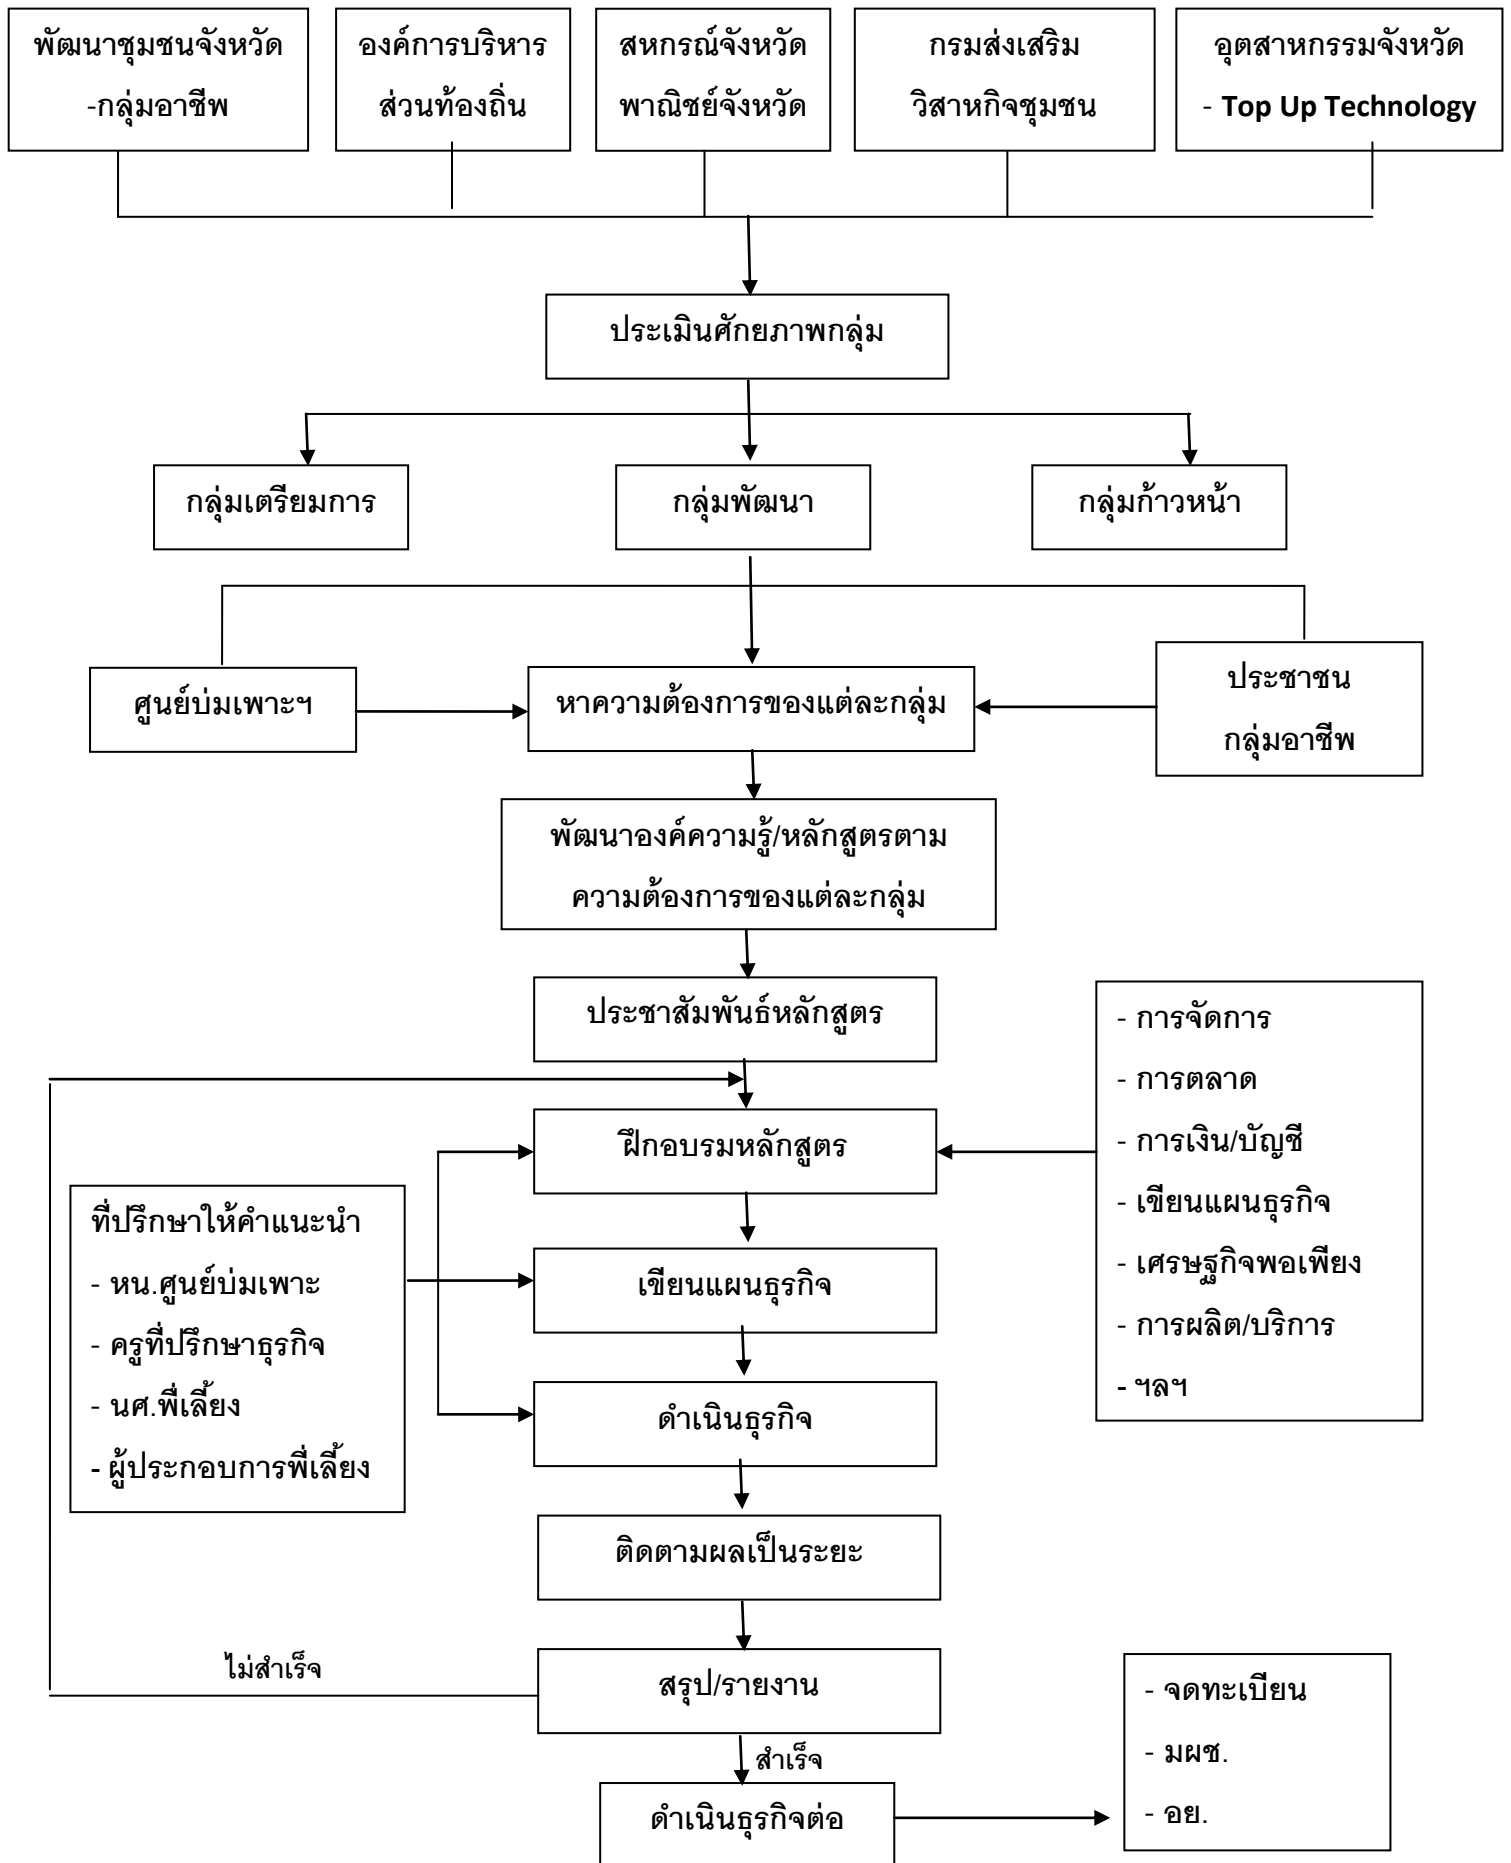 พัฒนาชุมชนจังหวัด
-กลุ่มอาชีพ
องค์การบริหาร
ส่วนท้องถิ่น
สหกรณ์จังหวัด
พาณิชย์จังหวัด
กรมส่งเสริม
วิสาหกิจชุมชน
อุตสาหกรรมจังหวัด
- Top Up Technology
ประเมินศักยภาพกลุ่ม
กลุ่มเตรียมการ
กลุ่มพัฒนา
กลุ่มก้าวหน้า
ศูนย์บ่มเพาะฯ
หาความต้องการของแต่ละกลุ่ม
ประชาชน
กลุ่มอาชีพ
พัฒนาองค์ความรู้/หลักสูตรตาม
ความต้องการของแต่ละกลุ่ม
ประชาสัมพันธ์หลักสูตร
- การจัดการ
- การตลาด
- การเงิน/บัญชี
- เขียนแผนธุรกิจ
- เศรษฐกิจพอเพียง
- การผลิต/บริการ
- ฯลฯ
ฝึกอบรมหลักสูตร
ที่ปรึกษาให้คำแนะนำ
- หน.ศูนย์บ่มเพาะ
- ครูที่ปรึกษาธุรกิจ
- นศ.พี่เลี้ยง
- ผู้ประกอบการพี่เลี้ยง
เขียนแผนธุรกิจ
ดำเนินธุรกิจ
ติดตามผลเป็นระยะ
ไม่สำเร็จ
สรุป/รายงาน
สำเร็จ
ดำเนินธุรกิจต่อ
- จดทะเบียน
- มผช.
- อย.